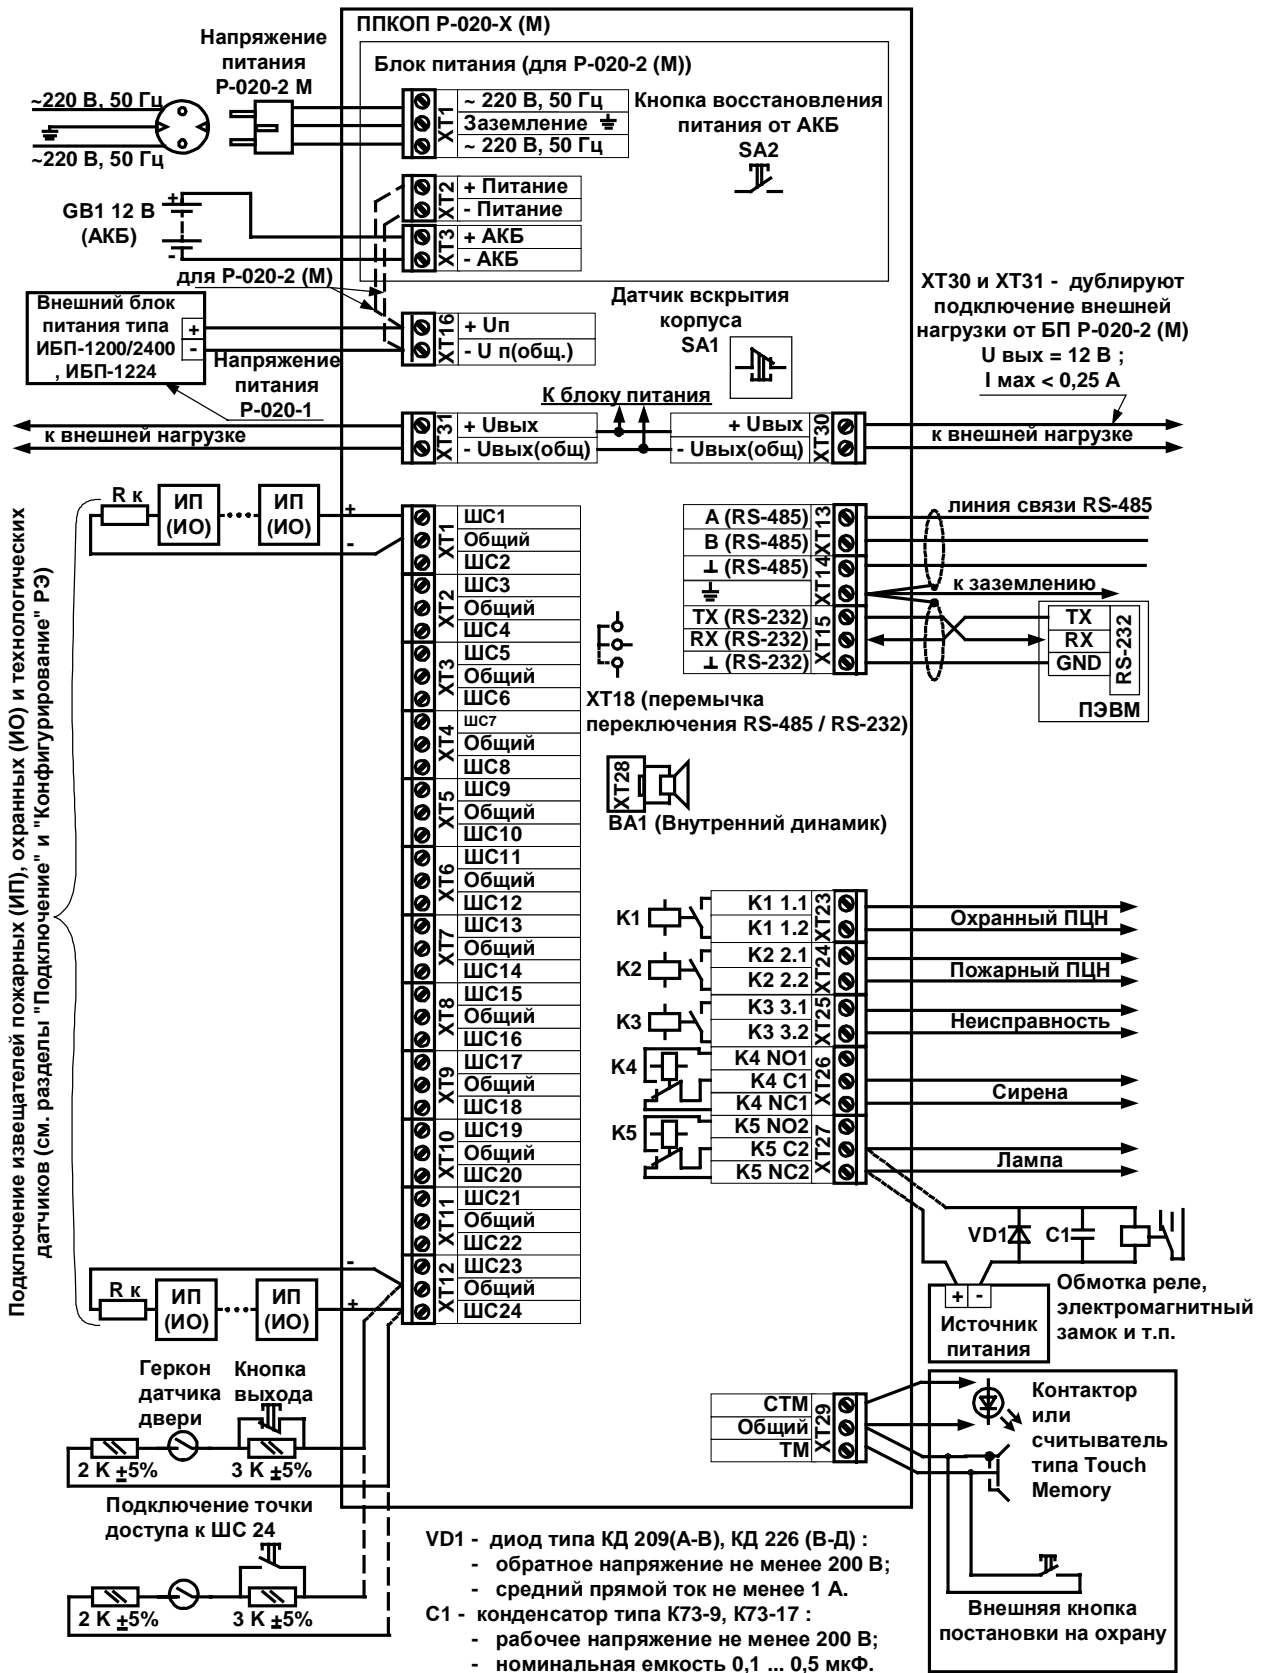 ППКОП Р-020-Х (М)
Блок питания (для Р-020-2 (М))
Напряжение
питания
Р-020-2 М
~220 В, 50 Гц
~220 В, 50 Гц
XT1
~ 220 В, 50 Гц
Заземление
~ 220 В, 50 Гц
Кнопка восстановления
питания от АКБ
SA2
GB1 12 В
(АКБ)
+
-
XT2
+ Питание
- Питание
XT3
+ АКБ
- АКБ
для Р-020-2 (М)
Внешний блок
питания типа
ИБП-1200/2400
, ИБП-1224
+
-
Напряжение
питания
Р-020-1
XT16
+ Uп
- U п(общ.)
Датчик вскрытия
корпуса
SA1
XT30 и XT31 - дублируют
подключение внешней
нагрузки от БП Р-020-2 (М)
U вых = 12 В ;
I мах < 0,25 А
К блоку питания
к внешней нагрузке
XT31
+ Uвых
- Uвых(общ)
+ Uвых
- Uвых(общ)
XT30
к внешней нагрузке
Подключение извещателей пожарных (ИП), охранных (ИО) и технологических
датчиков (см. разделы "Подключение" и "Конфигурирование" РЭ)
R к
ИП
(ИО)
ИП
(ИО)
+
-
XT1
ШС1
Общий
ШС2
XT2
ШС3
Общий
ШС4
XT3
ШС5
Общий
ШС6
XT4
ШС7
Общий
ШС8
XT5
ШС9
Общий
ШС10
XT6
ШС11
Общий
ШС12
XT7
ШС13
Общий
ШС14
XT8
ШС15
Общий
ШС16
XT9
ШС17
Общий
ШС18
XT10
ШС19
Общий
ШС20
XT11
ШС21
Общий
ШС22
XT12
ШС23
Общий
ШС24
A (RS-485)
B (RS-485)
XT13
⊥ (RS-485)
XT14
TX (RS-232)
RX (RS-232)
⊥ (RS-232)
XT15
линия связи RS-485
к заземлению
TX
RX
GND
RS-232
ПЭВМ
XT18 (перемычка
переключения RS-485 / RS-232)
XT28
BA1 (Внутренний динамик)
K1
K1 1.1
K1 1.2
XT23
Охранный ПЦН
K2
K2 2.1
K2 2.2
XT24
Пожарный ПЦН
K3
K3 3.1
K3 3.2
XT25
Неисправность
K4
K4 NO1
K4 C1
K4 NC1
XT26
Сирена
K5
K5 NO2
K5 C2
K5 NC2
XT27
Лампа
VD1
C1
+ -
Источник
питания
Обмотка реле,
электромагнитный
замок и т.п.
-
R к
ИП
(ИО)
ИП
(ИО)
+
Геркон
датчика
двери
Кнопка
выхода
2 K ±5%
3 K ±5%
Подключение точки
доступа к ШС 24
2 K ±5%
3 K ±5%
СТМ
Общий
ТМ
XT29
Контактор
или
считыватель
типа Touch
Memory
Внешняя кнопка
постановки на охрану
VD1 - диод типа КД 209(А-В), КД 226 (В-Д) :
- обратное напряжение не менее 200 В;
- средний прямой ток не менее 1 А.
C1 - конденсатор типа К73-9, К73-17 :
- рабочее напряжение не менее 200 В;
- номинальная емкость 0,1 ... 0,5 мкФ.